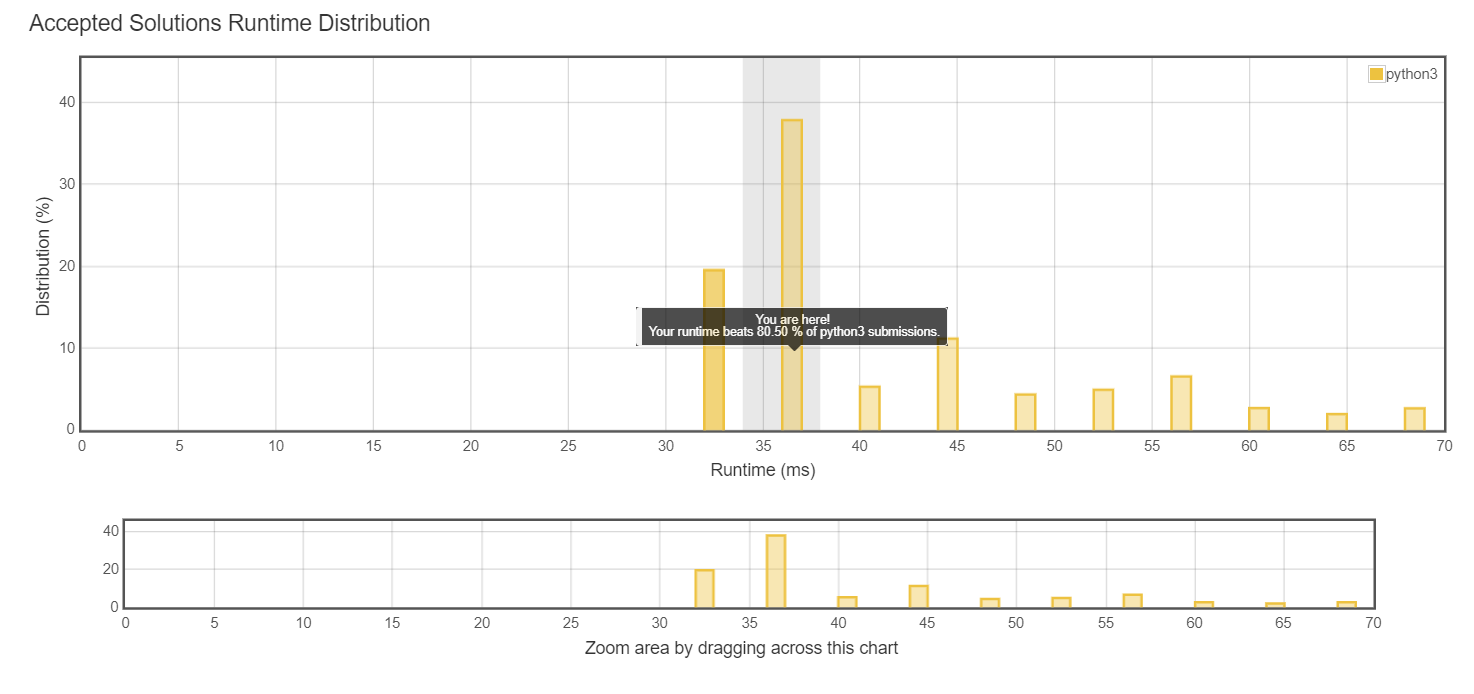 Accepted Solutions Runtime Distribution
python3
40
30
20
10
0
Distribution (%)
You are here!
Your runtime beats 80.50 % of python3 submissions.
0 5 10 15 20 25 30 35 40 45 50 55 60 65 70
Runtime (ms)
40
20
0
0 5 10 15 20 25 30 35 40 45 50 55 60 65 70
Zoom area by dragging across this chart